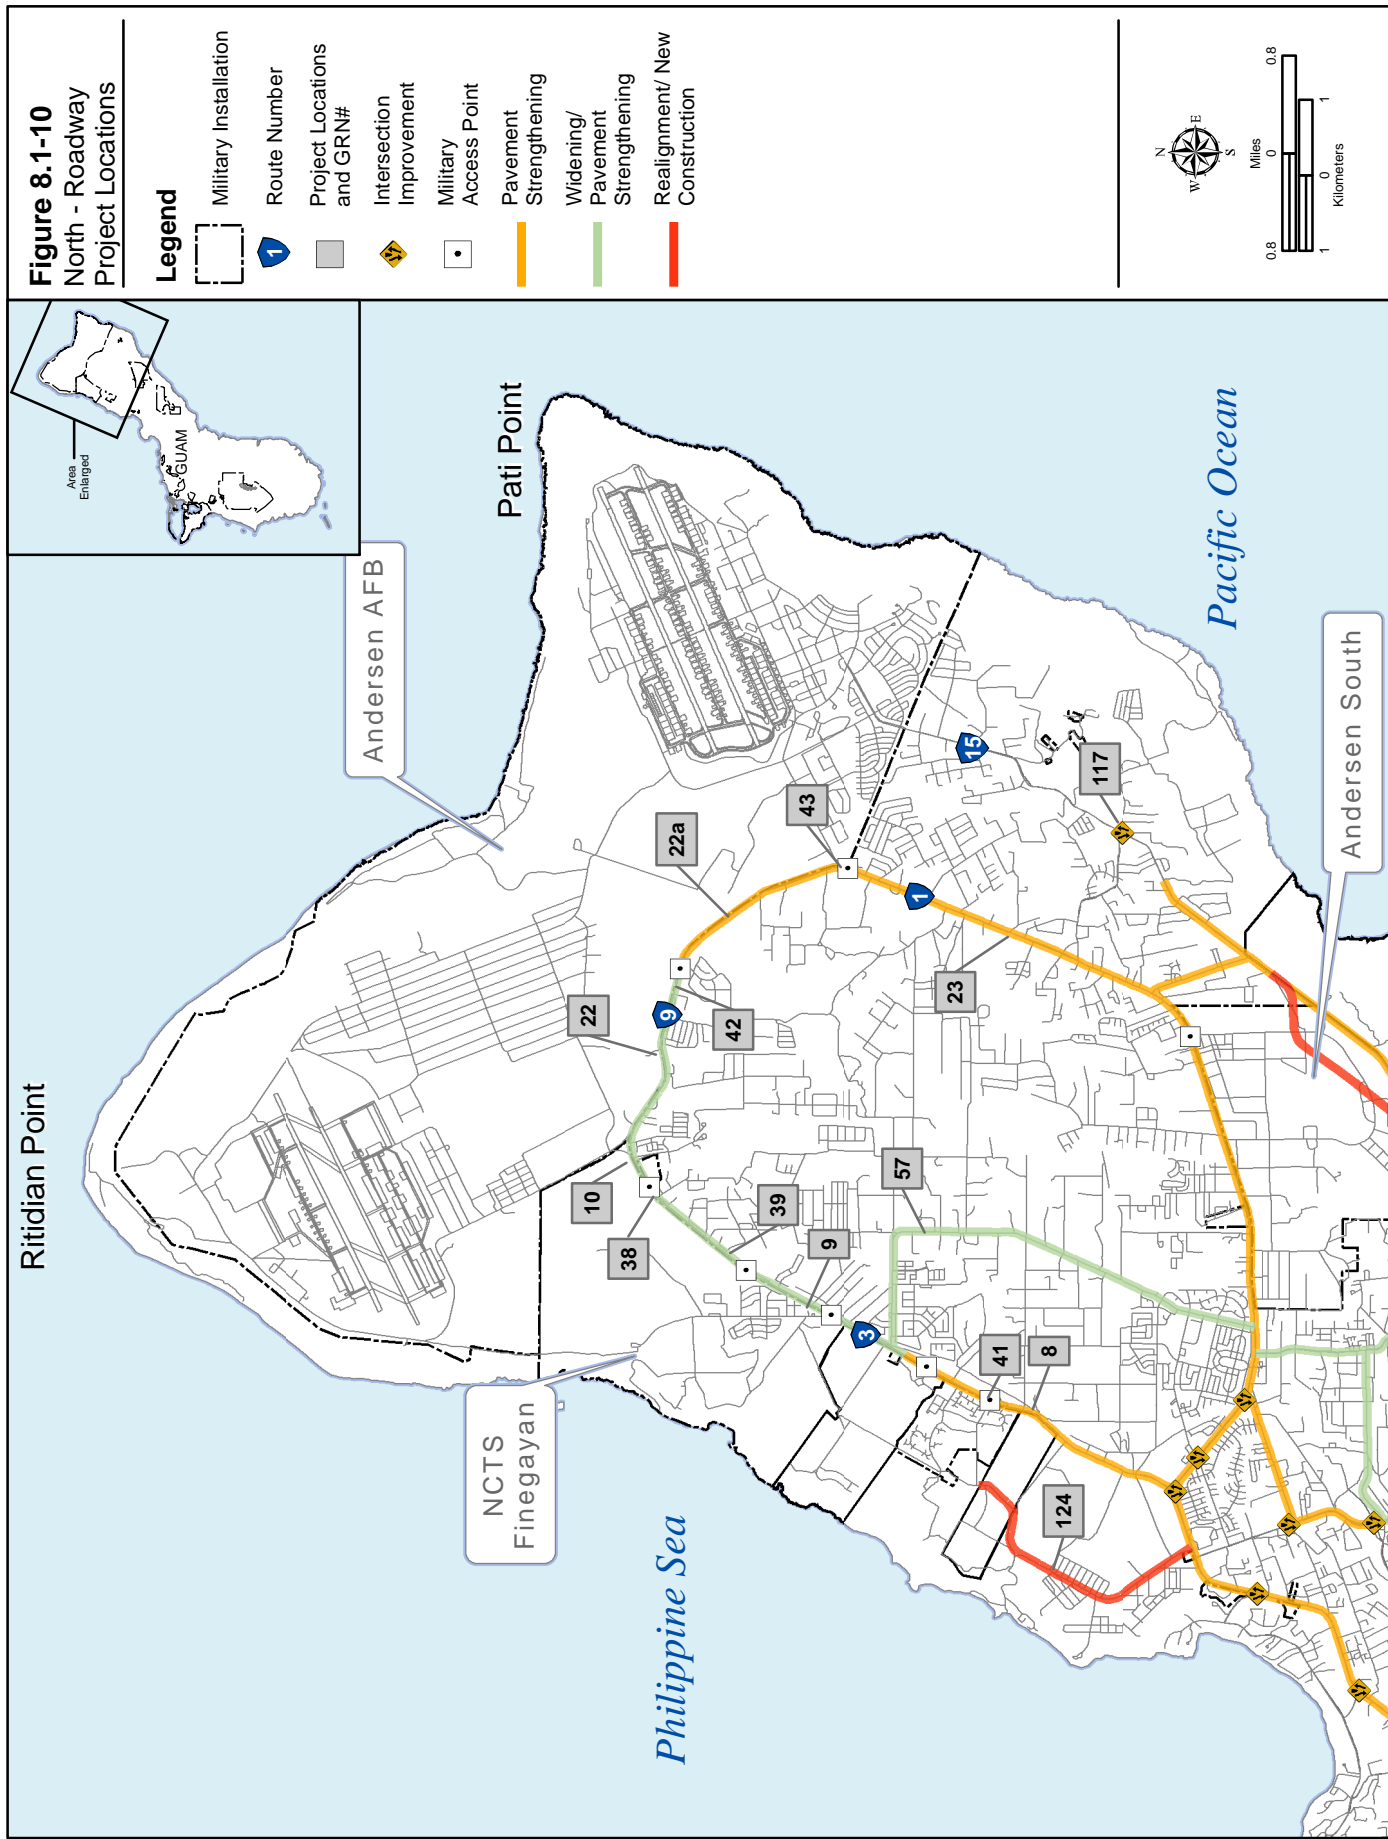 Figure 8.1-10
North - Roadway
Project Locations
Legend
Military Installation
1
Route Number
Project Locations
and GRN#
Intersection
Improvement
Military
Access Point
Pavement
Strengthening
Widening/
Pavement
Strengthening
Realignment/ New
Construction
N
W
E
S
Miles
0.8
0
0.8
1
0
1
Kilometers
Area
Enlarged
GUAM
Ritidian Point
Andersen AFB
Pati Point
NCTS
Finegayan
Philippine Sea
Pacific Ocean
Andersen South
22a
43
22
9
42
10
38
39
9
3
57
41
8
124
1
23
15
117